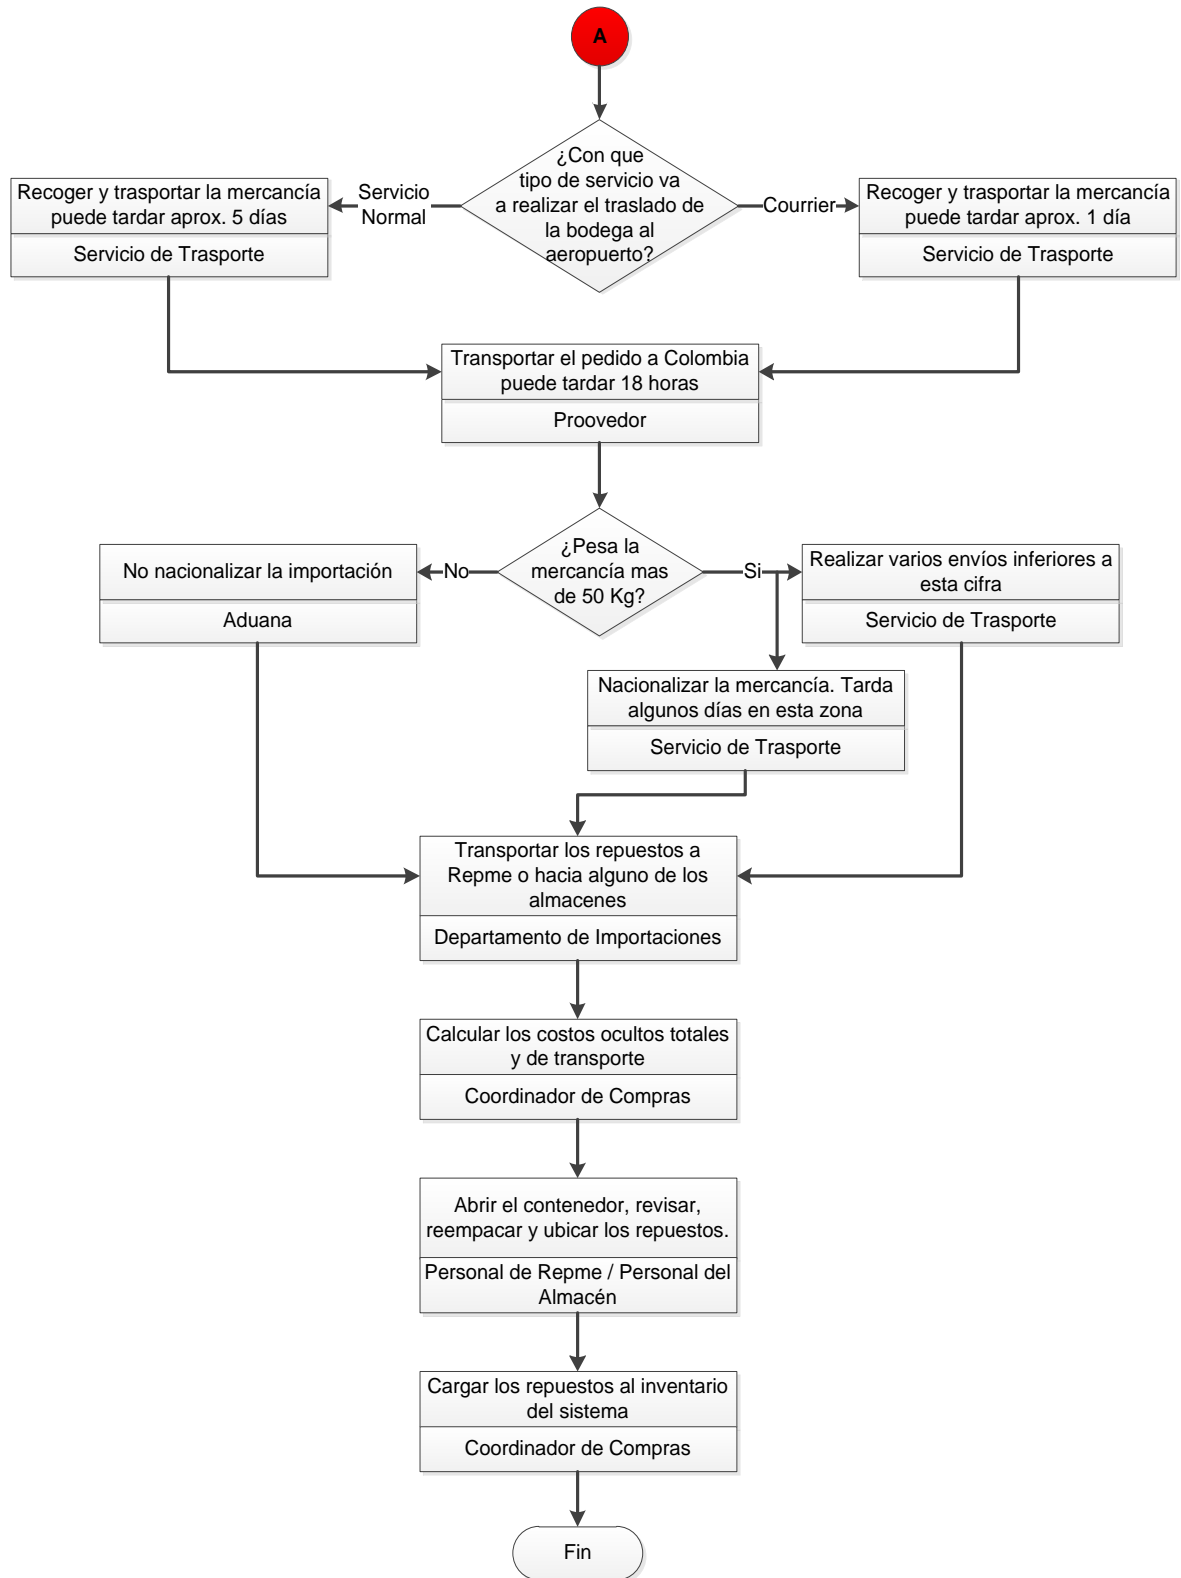 A
¿Con que
tipo de servicio va
a realizar el traslado de
la bodega al
aeropuerto?
Servicio
Normal
Courrier
Recoger y trasportar la mercancía
puede tardar aprox. 5 días
Servicio de Trasporte
Recoger y trasportar la mercancía
puede tardar aprox. 1 día
Servicio de Trasporte
Transportar el pedido a Colombia
puede tardar 18 horas
Proovedor
¿Pesa la
mercancía mas
de 50 Kg?
No
Si
No nacionalizar la importación
Aduana
Realizar varios envíos inferiores a
esta cifra
Servicio de Trasporte
Nacionalizar la mercancía. Tarda
algunos días en esta zona
Servicio de Trasporte
Transportar los repuestos a
Repme o hacia alguno de los
almacenes
Departamento de Importaciones
Calcular los costos ocultos totales
y de transporte
Coordinador de Compras
Abrir el contenedor, revisar,
reempacar y ubicar los repuestos.
Personal de Repme / Personal del
Almacén
Cargar los repuestos al inventario
del sistema
Coordinador de Compras
Fin